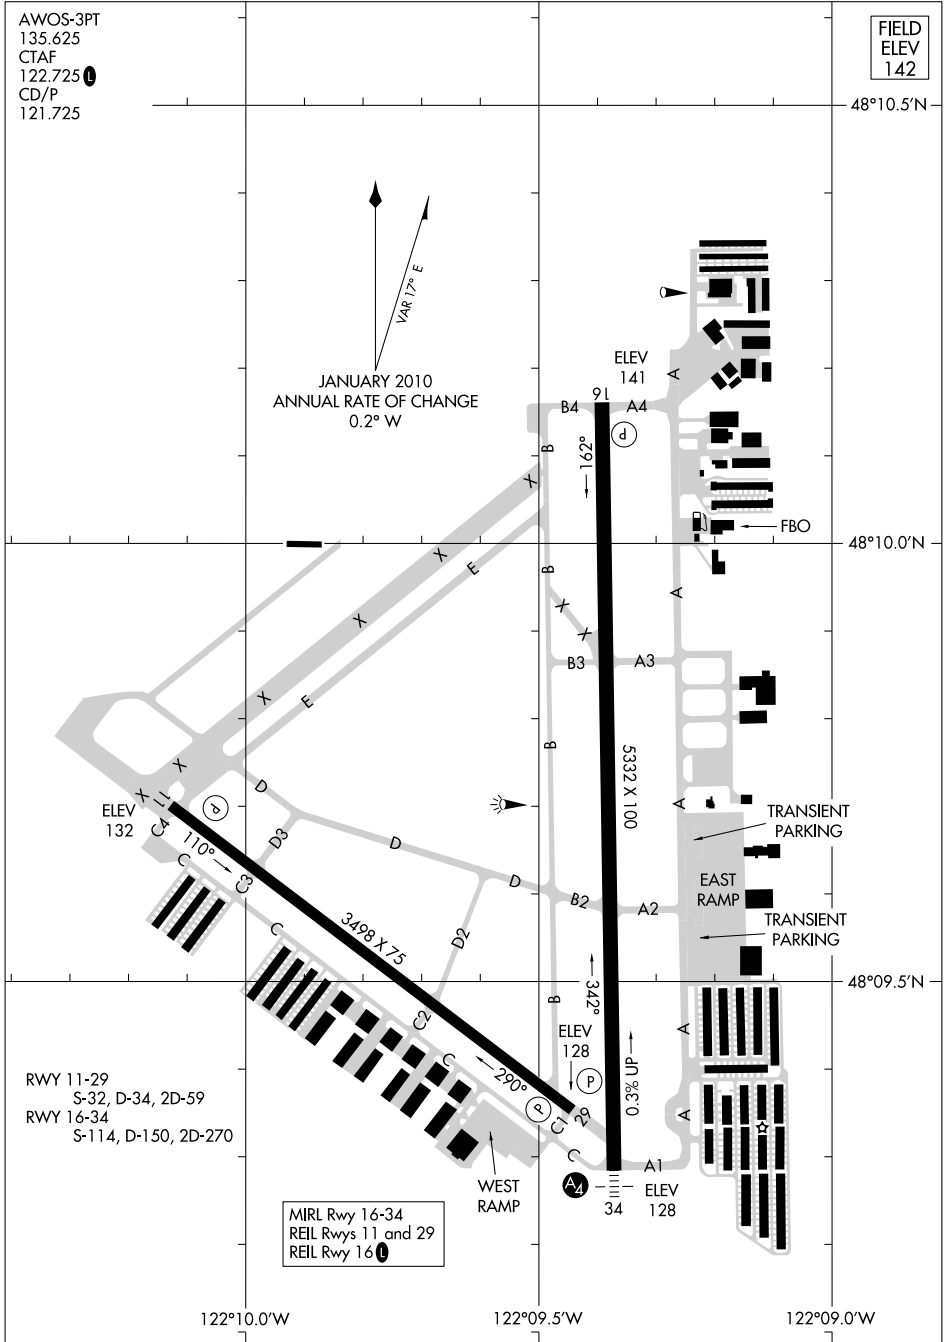 AWOS-3PT
135.625
CTAF
122.725 L
CD/P
121.725
FIELD
ELEV
142
48°10.5'N
VAR 17° E
JANUARY 2010
ANNUAL RATE OF CHANGE
0.2° W
ELEV
141
A
16
B4
A4
P
B
162°
X
FBO
48°10.0'N
X
E
B
A
X
X
X
B3
A3
X
E
B
X
5332 X 100
D
X
11
P
ELEV
132
C4
110°
D3
D
A
TRANSIENT
PARKING
C
C3
D
EAST
RAMP
B2
A2
3498 X 75
C
D2
TRANSIENT
PARKING
48°09.5'N
342°
B
C2
A
ELEV
128
C
290°
P
0.3% UP
RWY 11-29
S-32, D-34, 2D-59
RWY 16-34
S-114, D-150, 2D-270
P
C1
29
A
C
A1
WEST
RAMP
A4
34
ELEV
128
MIRL Rwy 16-34
REIL Rwys 11 and 29
REIL Rwy 16 L
122°10.0'W
122°09.5'W
122°09.0'W